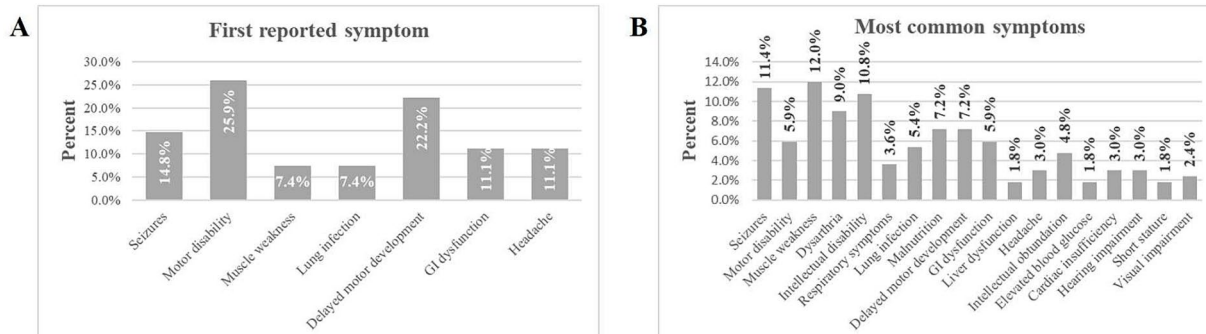 A
First reported symptom
Percent
30.0%
25.0%
20.0%
15.0%
10.0%
5.0%
0.0%
14.8%
25.9%
7.4%
7.4%
22.2%
11.1%
11.1%
Seizures
Motor disability
Muscle weakness
Lung infection
Delayed motor development
GI dysfunction
Headache
B
Most common symptoms
Percent
14.0%
12.0%
10.0%
8.0%
6.0%
4.0%
2.0%
0.0%
11.4%
5.9%
12.0%
9.0%
10.8%
3.6%
5.4%
7.2%
7.2%
5.9%
1.8%
3.0%
4.8%
1.8%
3.0%
3.0%
1.8%
2.4%
Seizures
Motor disability
Muscle weakness
Dysarthria
Intellectual disability
Respiratory symptoms
Lung infection
Malnutrition
Delayed motor development
GI dysfunction
Liver dysfunction
Headache
Intellectual obtundation
Elevated blood glucose
Cardiac insufficiency
Hearing impairment
Short stature
Visual impairment